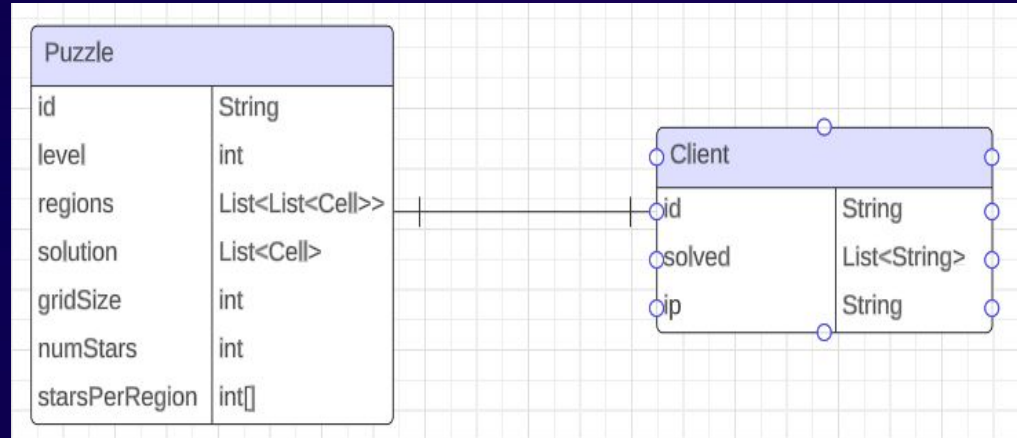 Puzzle
id String
level int
regions List<List<Cell>>
solution List<Cell>
gridSize int
numStars int
starsPerRegion int[]
Client
id String
solved List<String>
ip String